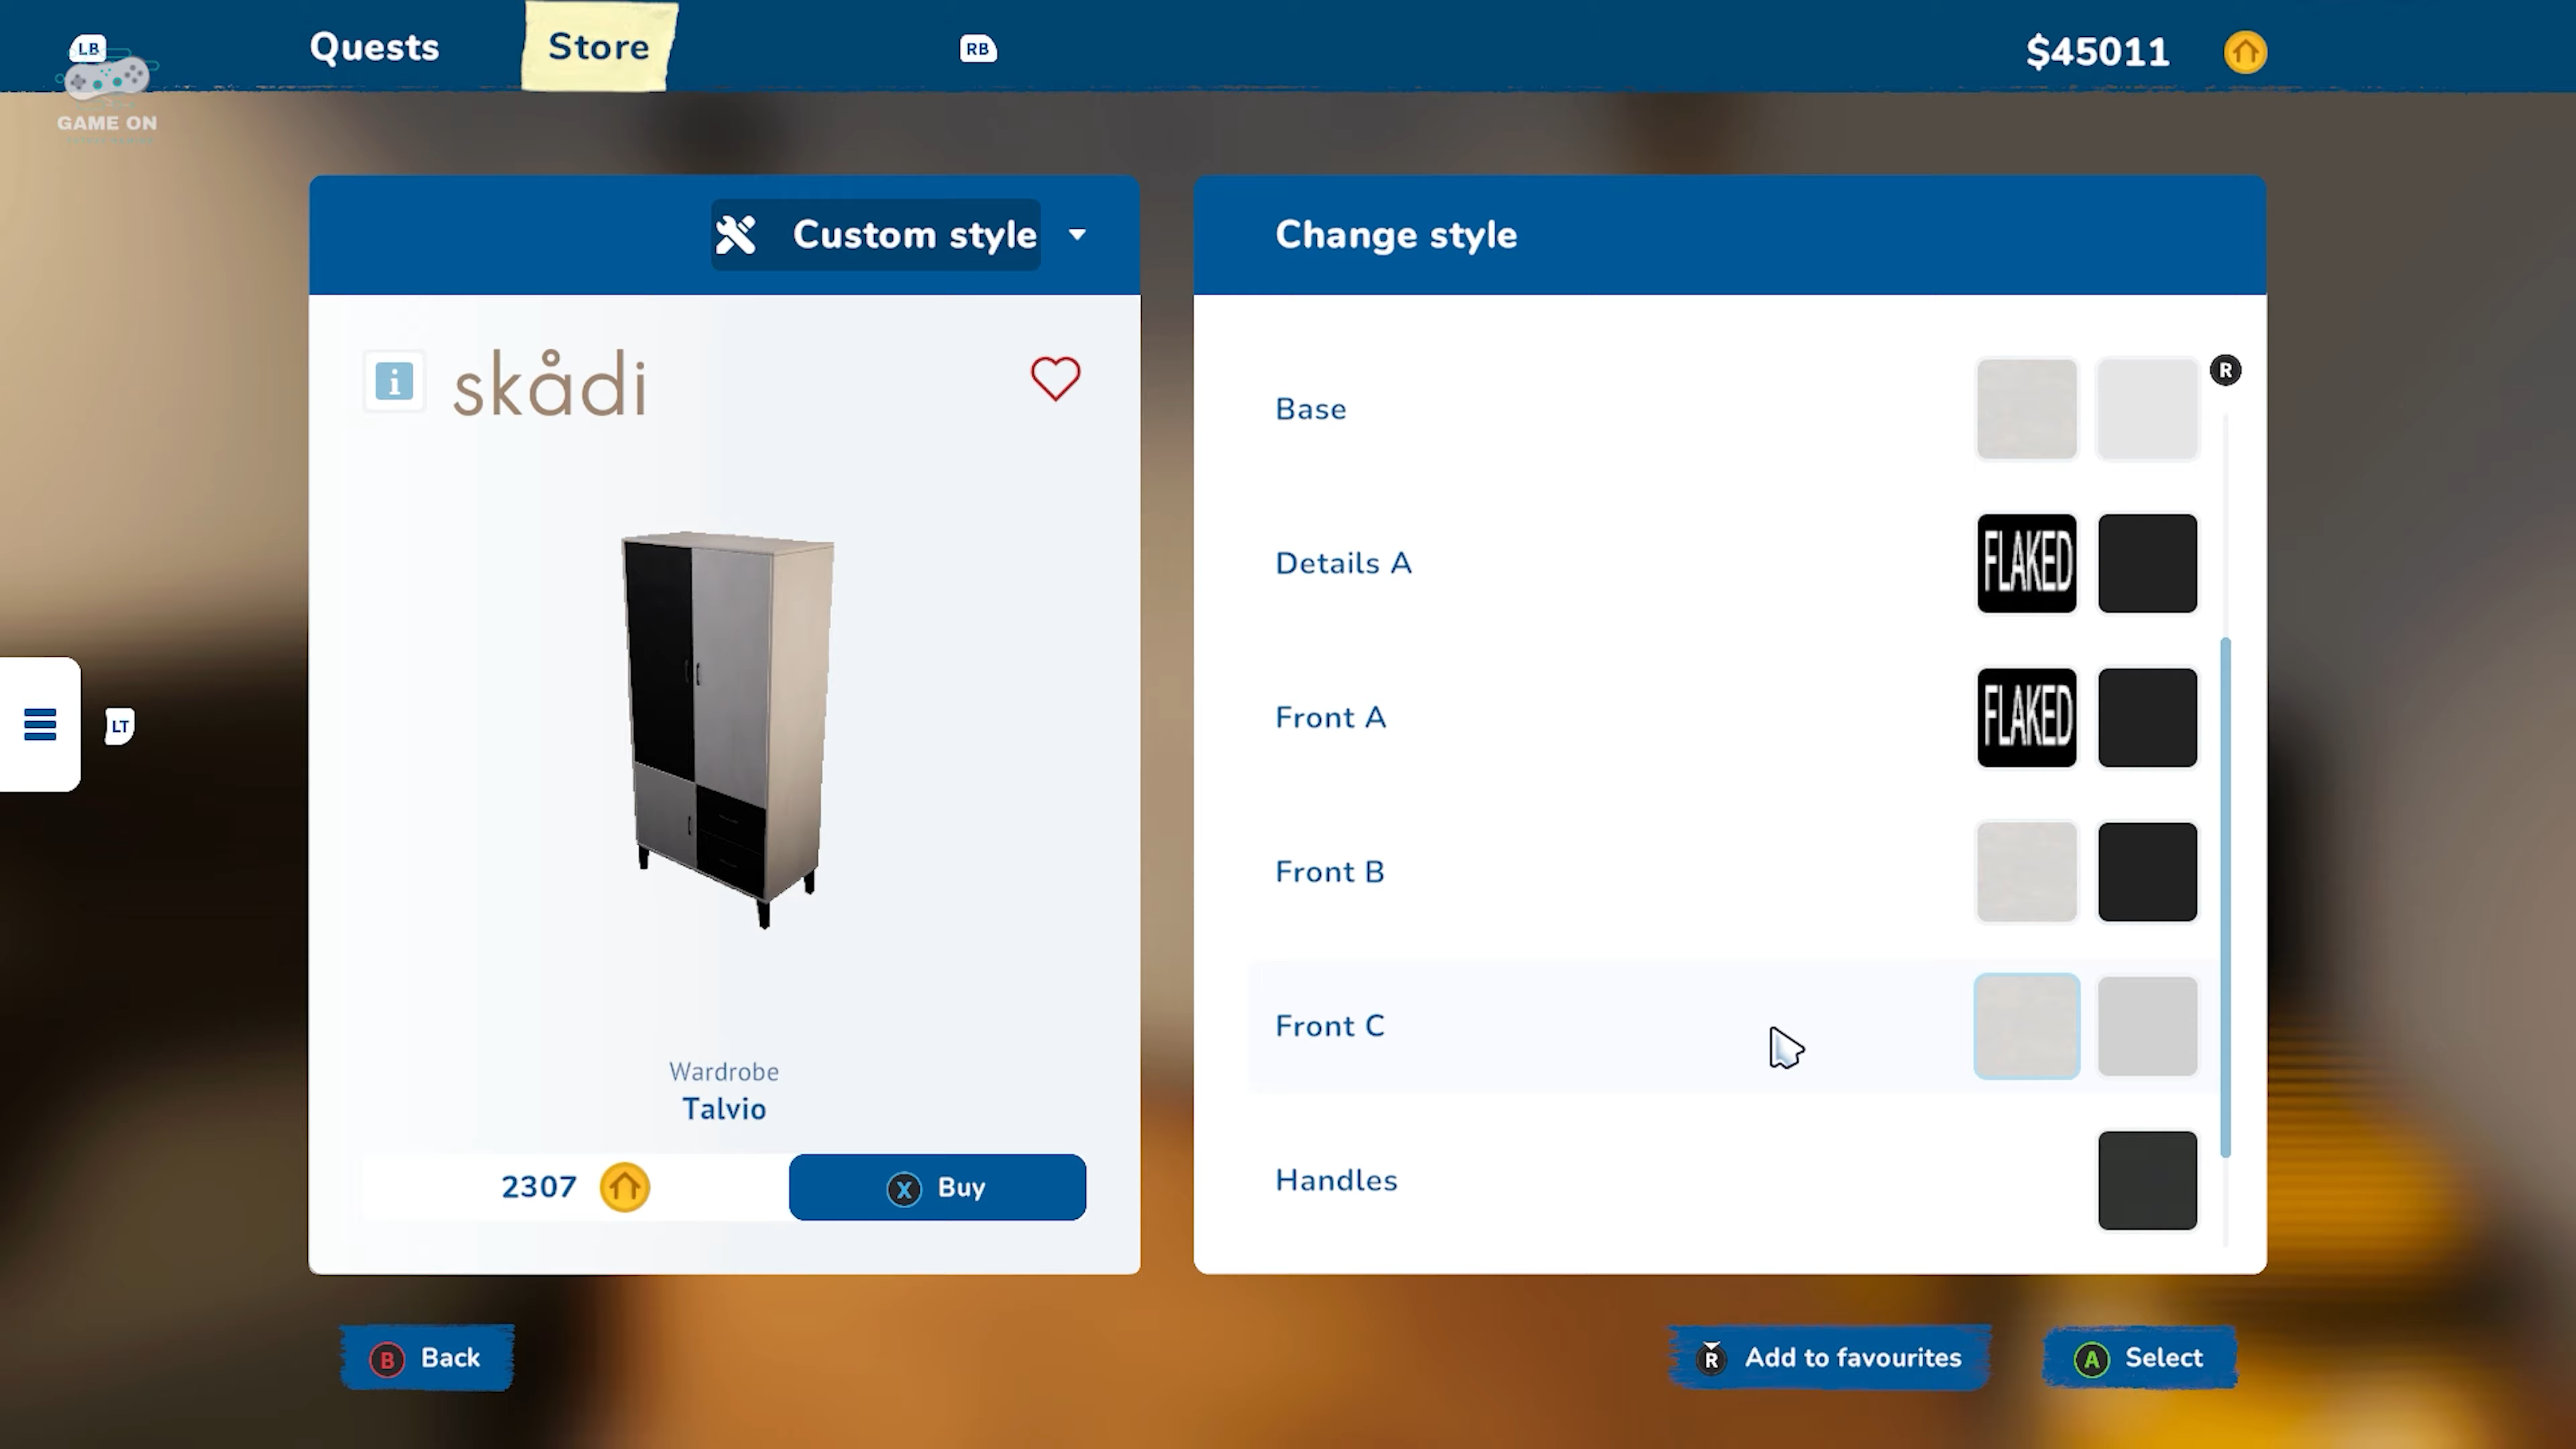 LB
Quests
Store
RB
$45011
GAME ON
Custom style
Change style
i
skådi
Base
R
Details A
FLAKED
Front A
FLAKED
LT
Front B
Front C
Wardrobe
Talvio
2307
X Buy
Handles
B Back
R Add to favourites
A Select